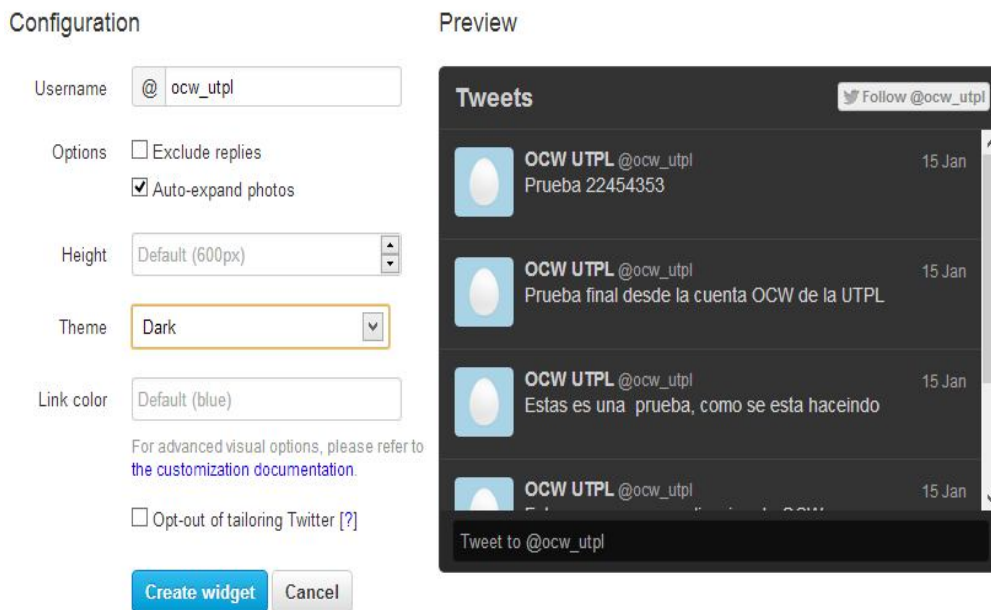 Configuration
Username
@ ocw_utpl
Options
Exclude replies
Auto-expand photos
Height
Default (600px)
Theme
Dark
Link color
Default (blue)
For advanced visual options, please refer to
the customization documentation.
Opt-out of tailoring Twitter [?]
Create widget
Cancel
Preview
Tweets
Follow @ocw_utpl
OCW UTPL @ocw_utpl 15 Jan
Prueba 22454353
OCW UTPL @ocw_utpl 15 Jan
Prueba final desde la cuenta OCW de la UTPL
OCW UTPL @ocw_utpl 15 Jan
Estas es una prueba, como se esta haceindo
OCW UTPL @ocw_utpl 15 Jan
Tweet to @ocw_utpl